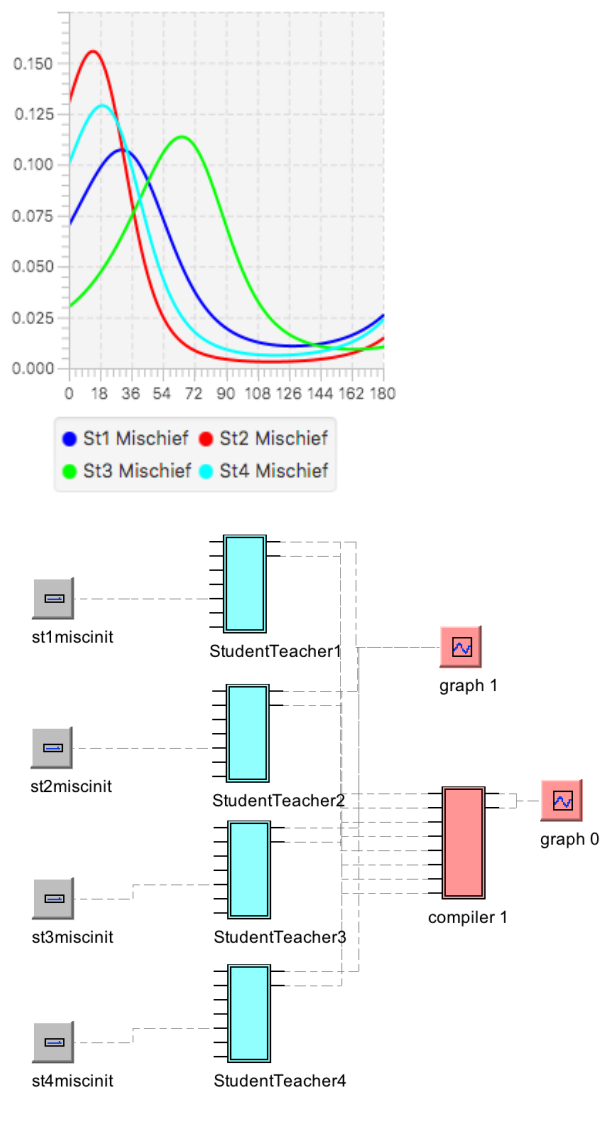 0.150
0.125
0.100
0.075
0.050
0.025
0.000
0 18 36 54 72 90 108 126 144 162 180
St1 Mischief St2 Mischief
St3 Mischief St4 Mischief
st1miscinit
StudentTeacher1
graph 1
st2miscinit
StudentTeacher2
graph 0
compiler 1
st3miscinit
StudentTeacher3
st4miscinit
StudentTeacher4